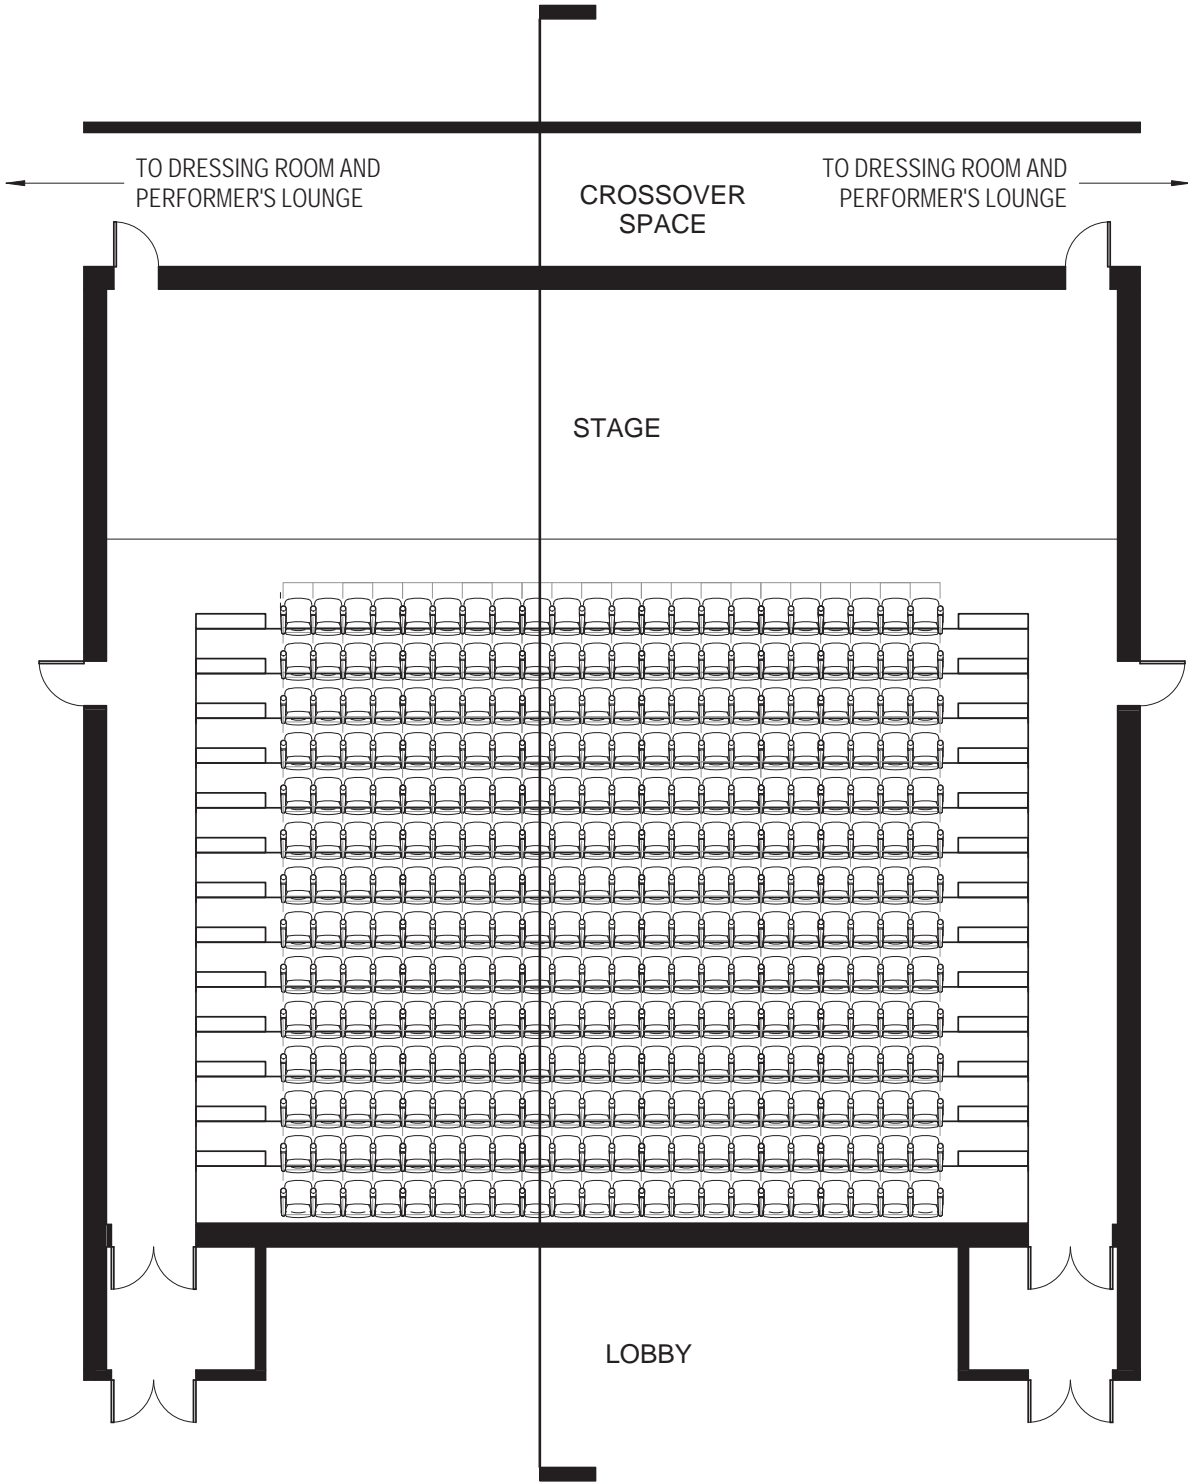 TO DRESSING ROOM AND
PERFORMER'S LOUNGE
CROSSOVER
SPACE
TO DRESSING ROOM AND
PERFORMER'S LOUNGE
STAGE
LOBBY